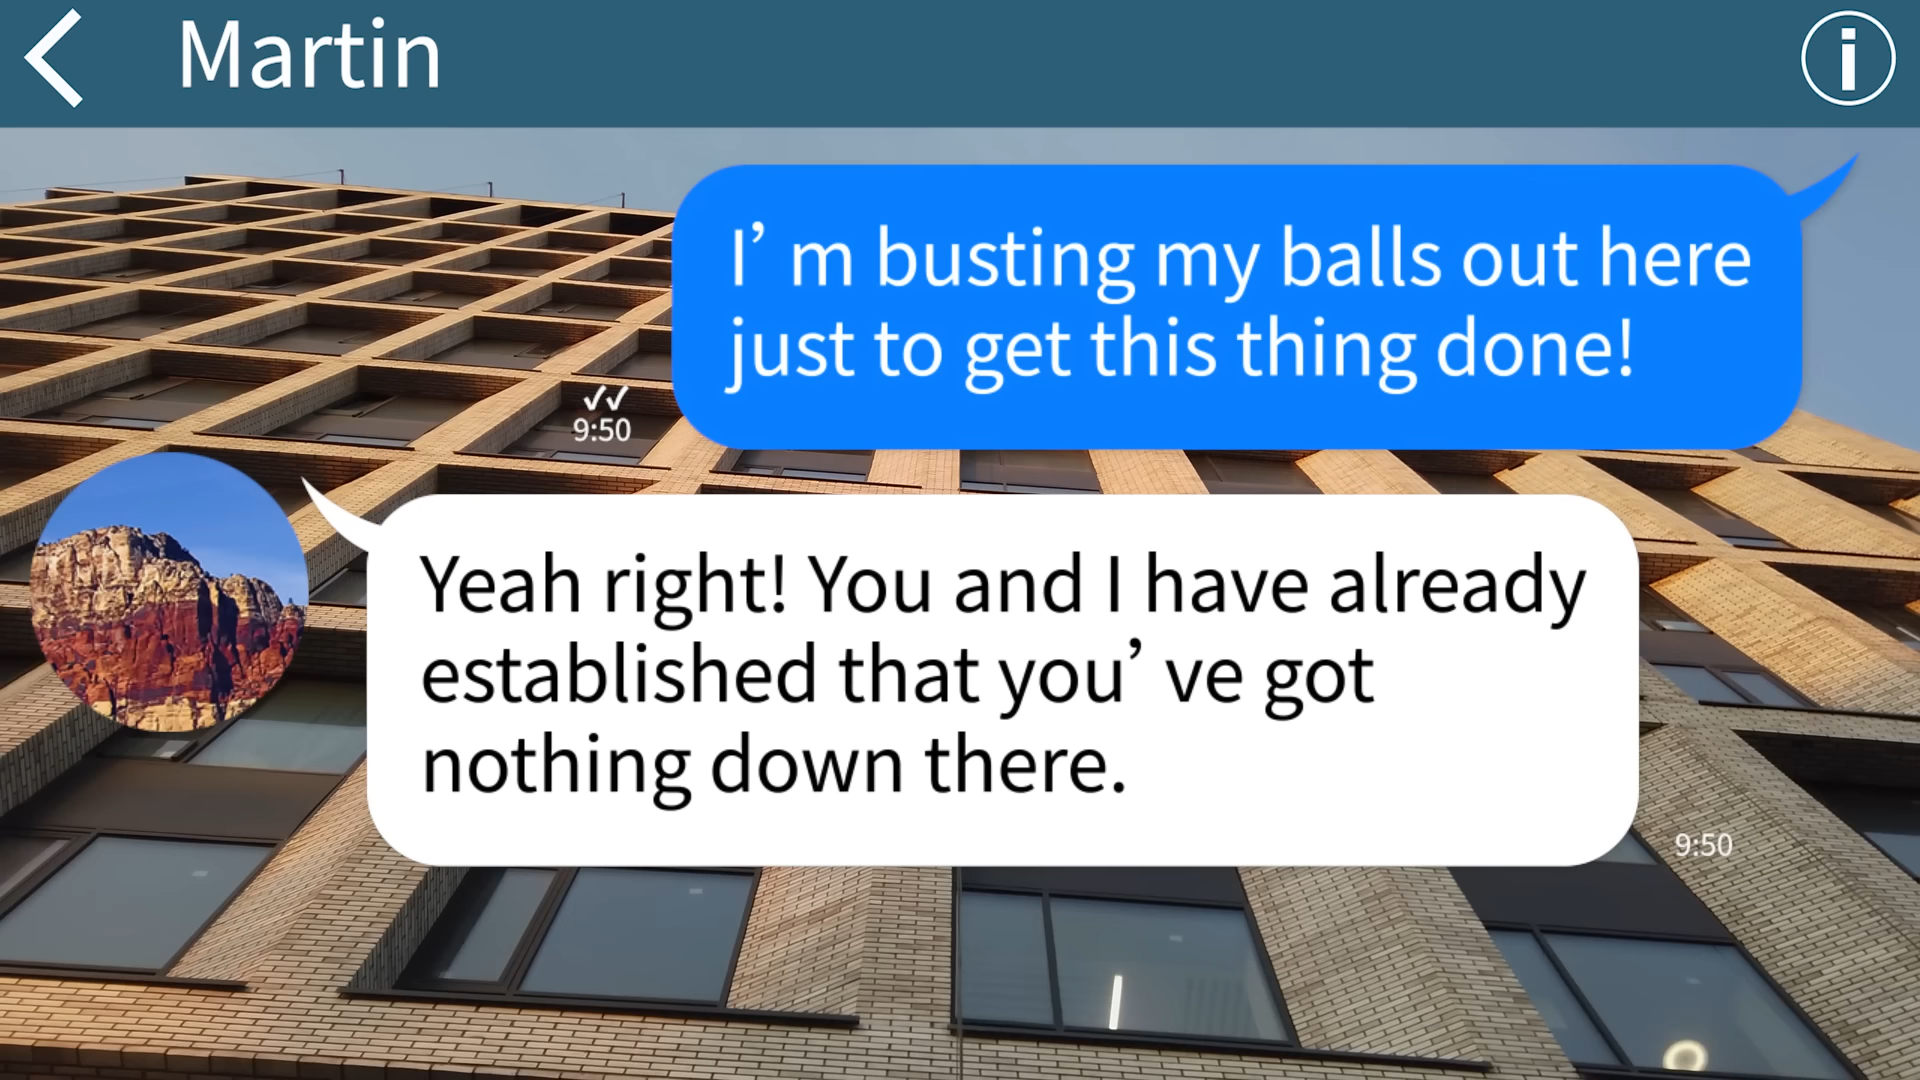 Martin
I’m busting my balls out here
just to get this thing done!
9:50
Yeah right! You and I have already
established that you’ve got
nothing down there.
9:50